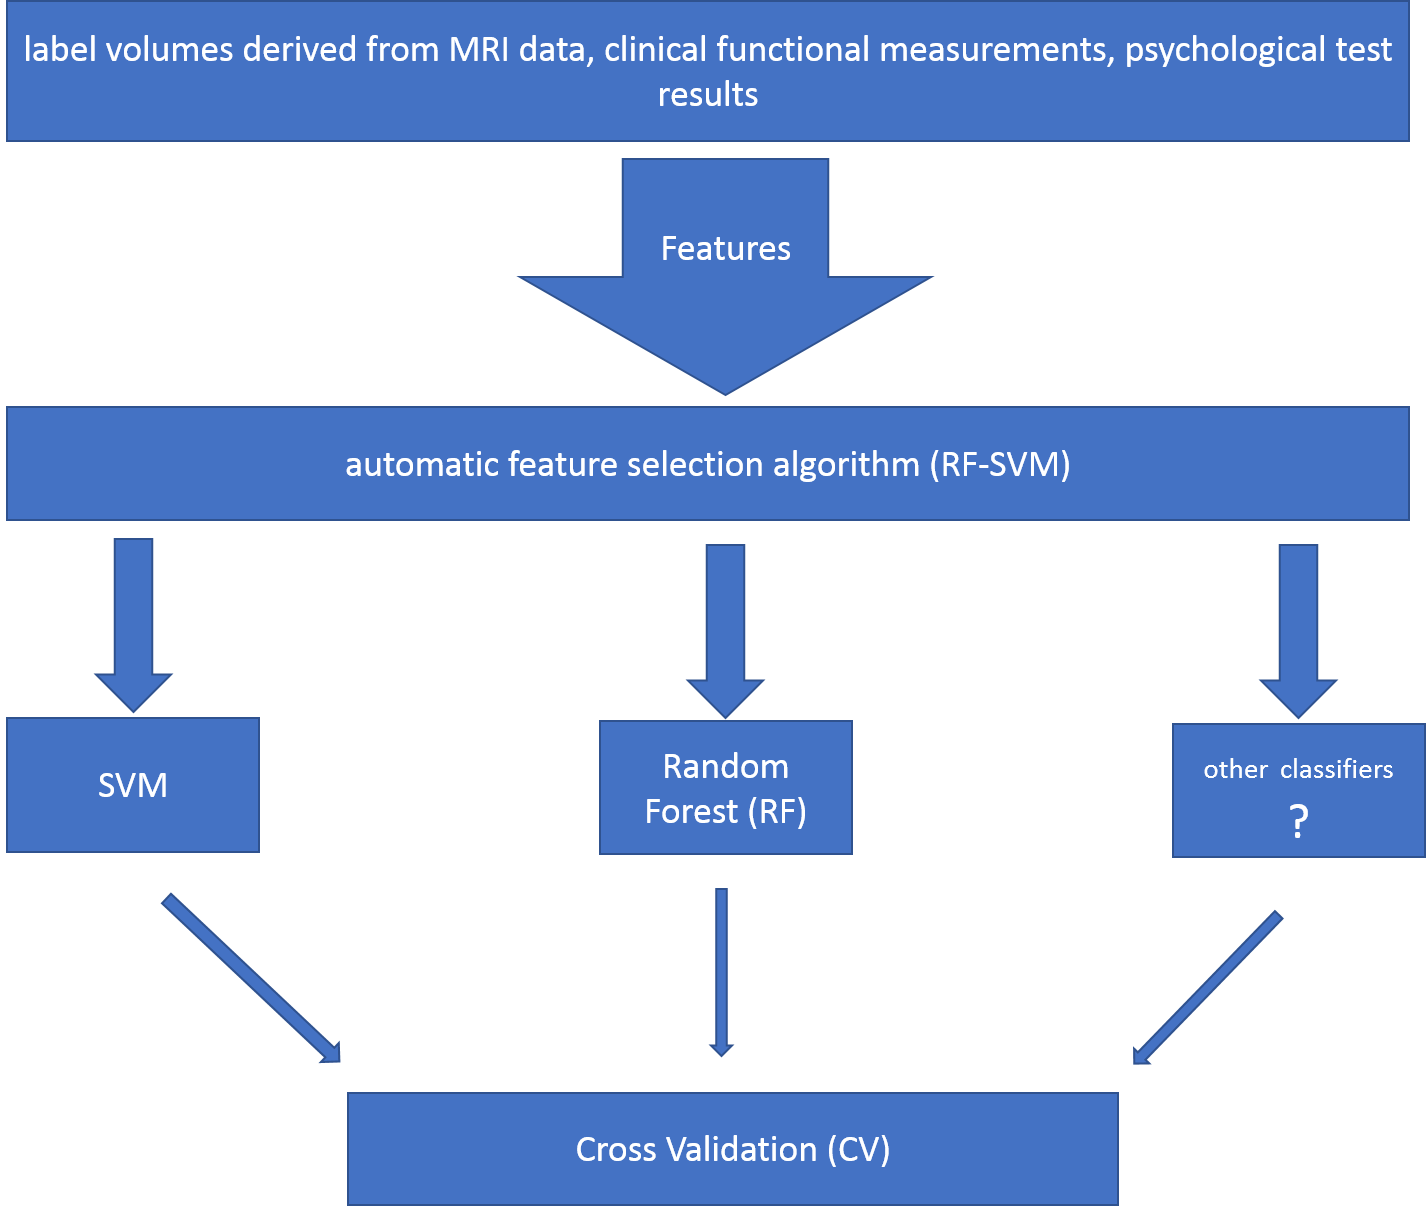 label volumes derived from MRI data, clinical functional measurements, psychological test
results
Features
automatic feature selection algorithm (RF-SVM)
SVM
Random
Forest (RF)
other classifiers
?
Cross Validation (CV)